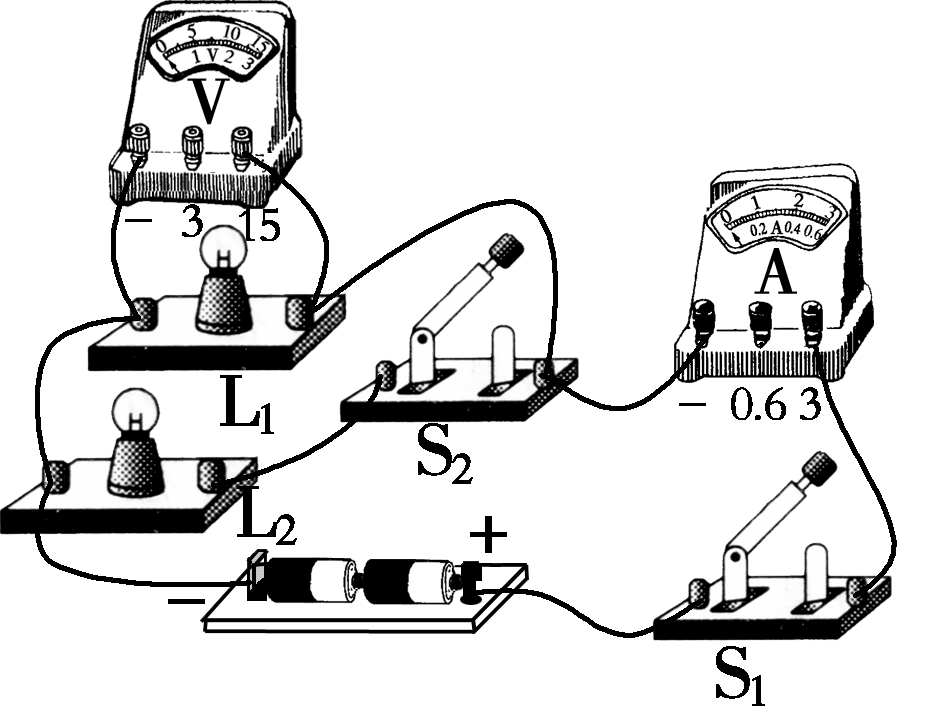 0 5 10 15
1 V 2 3
V
− 3 15
L₁
0 1 2 3
0.2 A 0.4 0.6
A
− 0.6 3
S₂
L₂
+
−
S₁